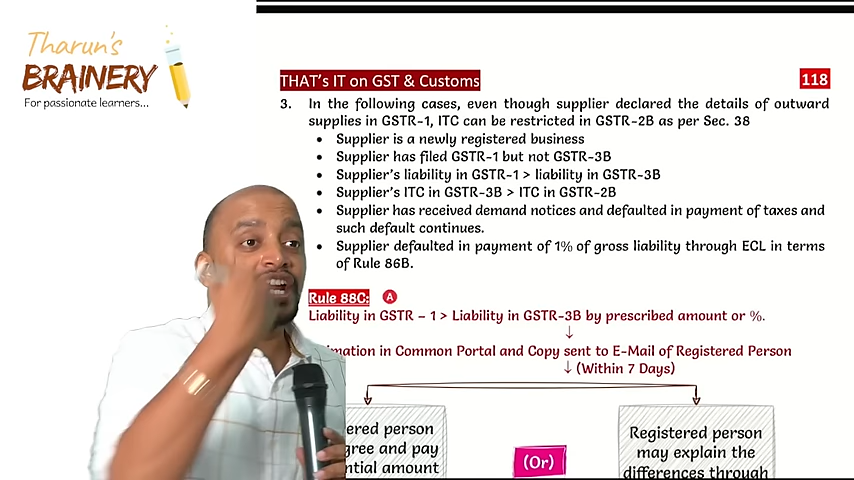 Tharun's
BRAINERY
For passionate learners...
THAT's IT on GST & Customs
118
3. In the following cases, even though supplier declared the details of outward
supplies in GSTR-1, ITC can be restricted in GSTR-2B as per Sec. 38
• Supplier is a newly registered business
• Supplier has filed GSTR-1 but not GSTR-3B
• Supplier's liability in GSTR-1 > liability in GSTR-3B
• Supplier's ITC in GSTR-3B > ITC in GSTR-2B
• Supplier has received demand notices and defaulted in payment of taxes and
such default continues.
• Supplier defaulted in payment of 1% of gross liability through ECL in terms
of Rule 86B.
Rule 88C: A
Liability in GSTR – 1 > Liability in GSTR-3B by prescribed amount or %.
↓
in Common Portal and Copy sent to E-Mail of Registered Person
↓ (Within 7 Days)
person
and pay
amount
(Or)
Registered person
may explain the
differences through